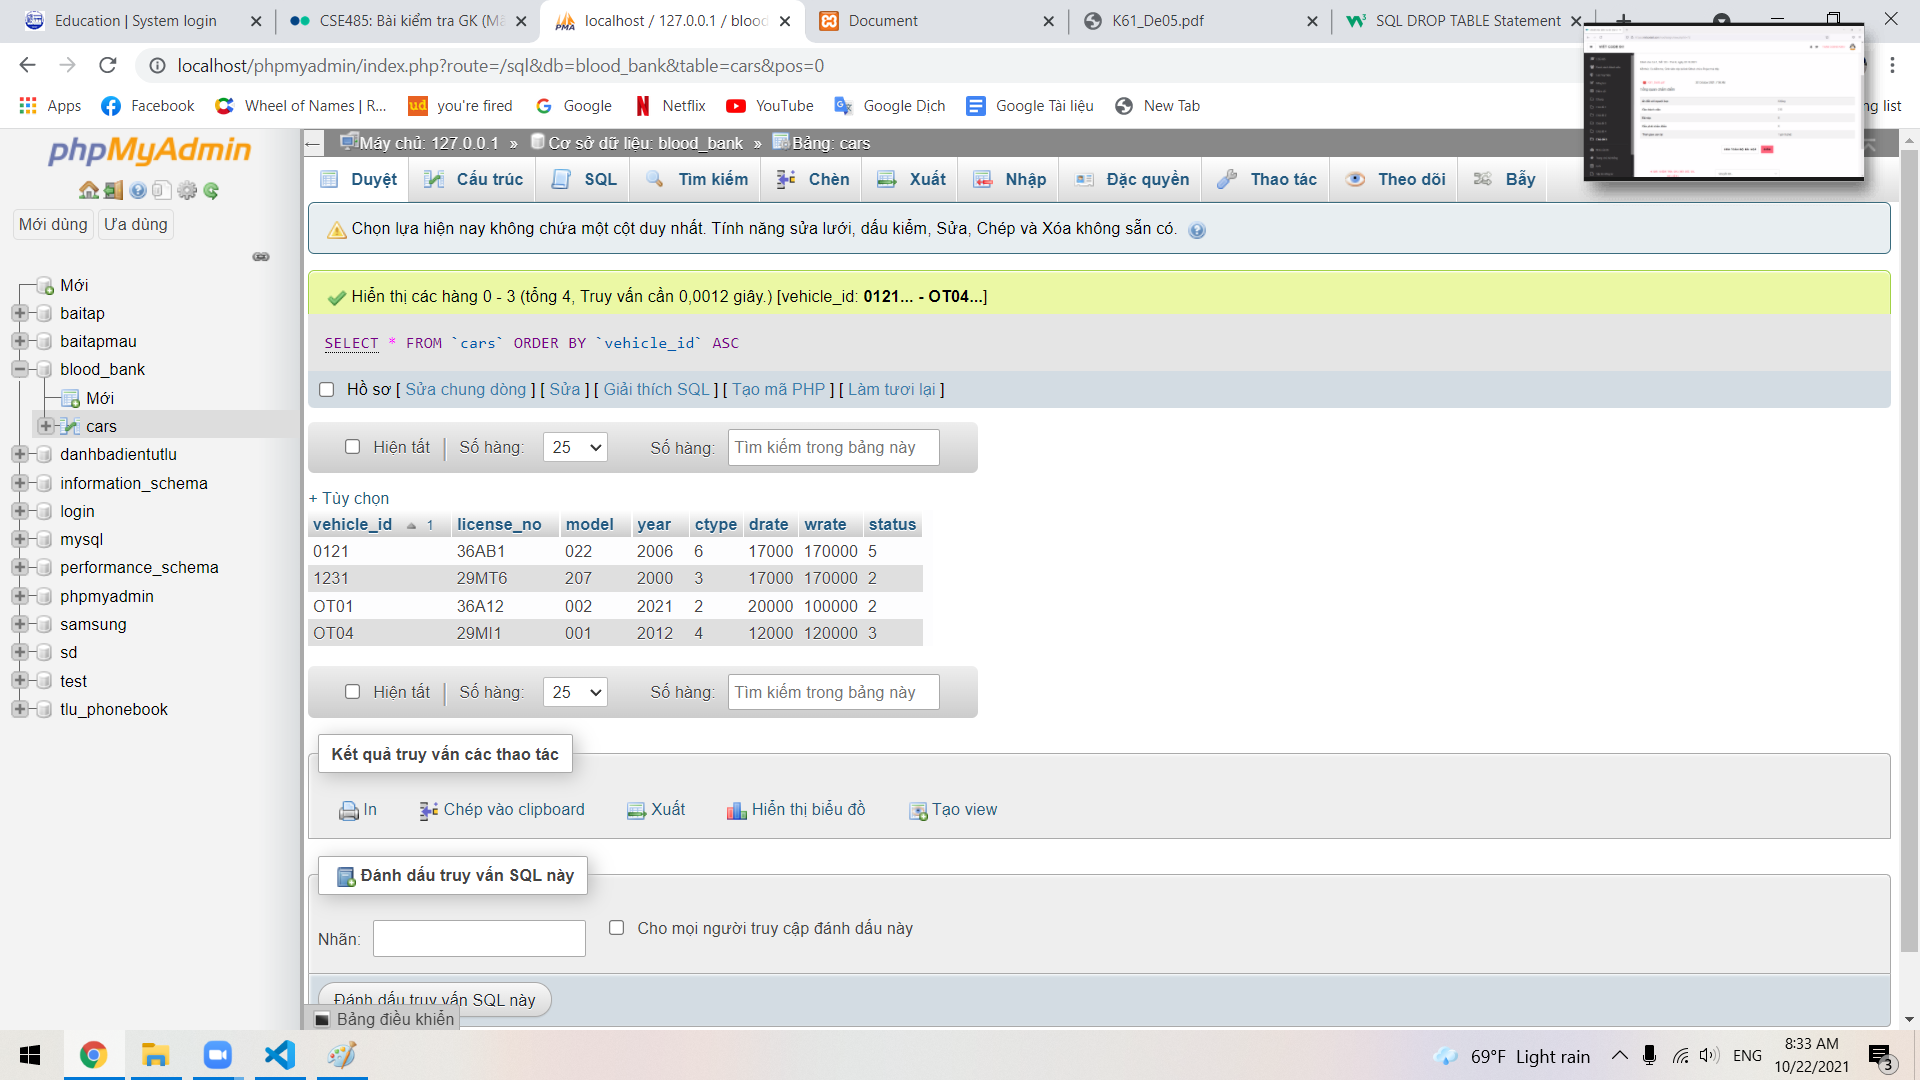 Education | System login
CSE485: Bài kiểm tra GK (Mã
localhost / 127.0.0.1 / blood
Document
K61_De05.pdf
SQL DROP TABLE Statement
localhost/phpmyadmin/index.php?route=/sql&db=blood_bank&table=cars&pos=0
Apps
Facebook
Wheel of Names | R...
you're fired
Google
Netflix
YouTube
Google Dịch
Google Tài liệu
New Tab
ng list
phpMyAdmin
Mới dùng
Ưa dùng
Mới
baitap
baitapmau
blood_bank
Mới
cars
danhbadientutlu
information_schema
login
mysql
performance_schema
phpmyadmin
samsung
sd
test
tlu_phonebook
Máy chủ: 127.0.0.1 » Cơ sở dữ liệu: blood_bank » Bảng: cars
Duyệt
Cấu trúc
SQL
Tìm kiếm
Chèn
Xuất
Nhập
Đặc quyền
Thao tác
Theo dõi
Bẫy
Chọn lựa hiện nay không chứa một cột duy nhất. Tính năng sửa lưới, dấu kiểm, Sửa, Chép và Xóa không sẵn có.
Hiển thị các hàng 0 - 3 (tổng 4, Truy vấn cần 0,0012 giây.) [vehicle_id: 0121... - OT04...]
SELECT * FROM `cars` ORDER BY `vehicle_id` ASC
Hồ sơ [ Sửa chung dòng ] [ Sửa ] [ Giải thích SQL ] [ Tạo mã PHP ] [ Làm tươi lại ]
Hiện tất Số hàng: 25 Số hàng: Tìm kiếm trong bảng này
+ Tùy chọn
vehicle_id 1 license_no model year ctype drate wrate status
0121 36AB1 022 2006 6 17000 170000 5
1231 29MT6 207 2000 3 17000 170000 2
OT01 36A12 002 2021 2 20000 100000 2
OT04 29MI1 001 2012 4 12000 120000 3
Hiện tất Số hàng: 25 Số hàng: Tìm kiếm trong bảng này
Kết quả truy vấn các thao tác
In
Chép vào clipboard
Xuất
Hiển thị biểu đồ
Tạo view
Đánh dấu truy vấn SQL này
Nhãn:
Cho mọi người truy cập đánh dấu này
Đánh dấu truy vấn SQL này
Bảng điều khiển
69°F Light rain
ENG
8:33 AM
10/22/2021
3